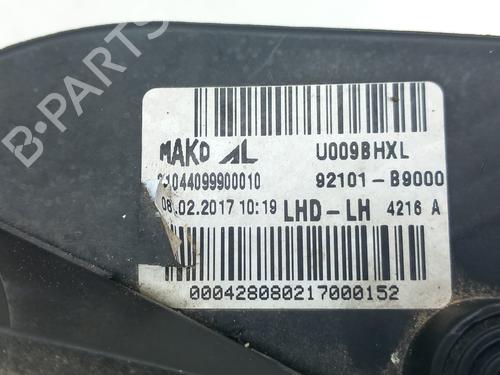 MAKO AL U009BHXL
21044099900010 92101-B9000
08.02.2017 10:19 LHD-LH 4216 A
000428080217000152
B-PARTS